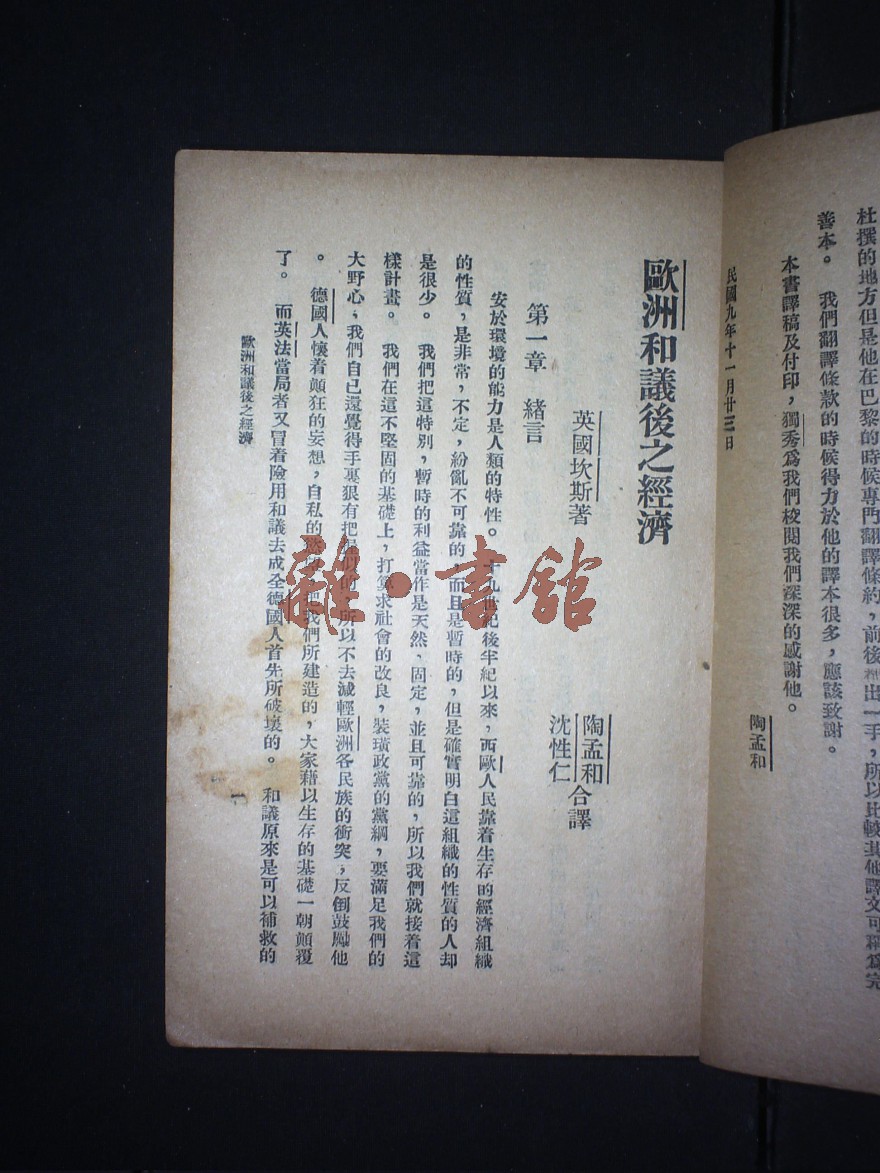 杜撰的地方但是他在巴黎的時候專門翻譯條約，前後出一手，所以比較其他譯文可稱為完
善本。　我們翻譯條款的時候得力於他的譯本很多，應該致謝。
本書譯稿及付印，獨秀為我們校閱我們深深的感謝他。
陶孟和
民國九年十一月廿三日
歐洲和議後之經濟
英國坎斯著
陶孟和
沈性仁
合譯
第一章　緒言
安於環境的能力是人類的特性。　十九世紀後半紀以來，西歐人民靠着生存的經濟組織
的性質，是非常，不定，紛亂不可靠的，而且是暫時的，但是確實明白這組織的性質的人却
是很少。　我們把這特別，暫時的利益當作是天然，固定，並且可靠的，所以我們就接着這
樣計畫。　我們在這不堅固的基礎上，打算求社會的改良，裝璜政黨的黨綱，要滿足我們的
大野心，我們自己還覺得手裏狠有把握似的，所以不去減輕歐洲各民族的衝突，反倒鼓勵他
。　德國人懷着顛狂的妄想，自私的把我們所建造的，大家藉以生存的基礎一朝顛覆
了。　而英法當局者又冒着險用和議去成全德國人首先所破壞的。　和議原來是可以補救的
歐洲和議後之經濟
一
雜·書館